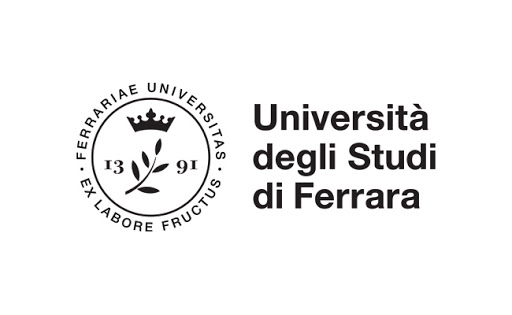 · FERRARIAE UNIVERSITAS ·
13 91
EX LABORE FRUCTUS
Università
degli Studi
di Ferrara